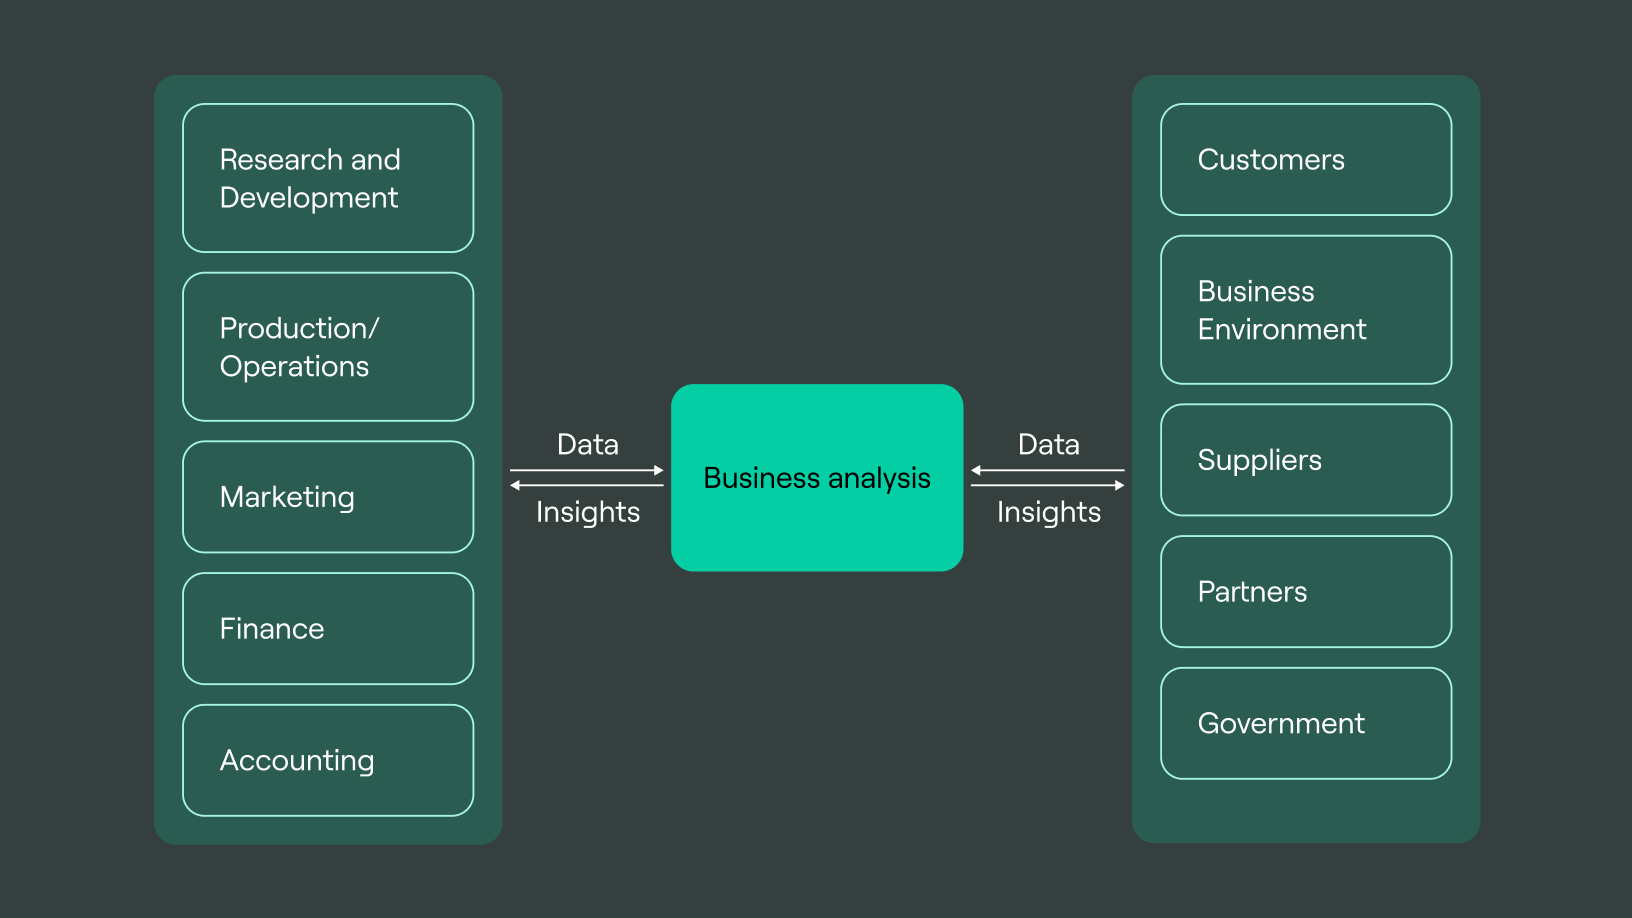 Research and
Development
Production/
Operations
Marketing
Finance
Accounting
Data
Insights
Business analysis
Data
Insights
Customers
Business
Environment
Suppliers
Partners
Government